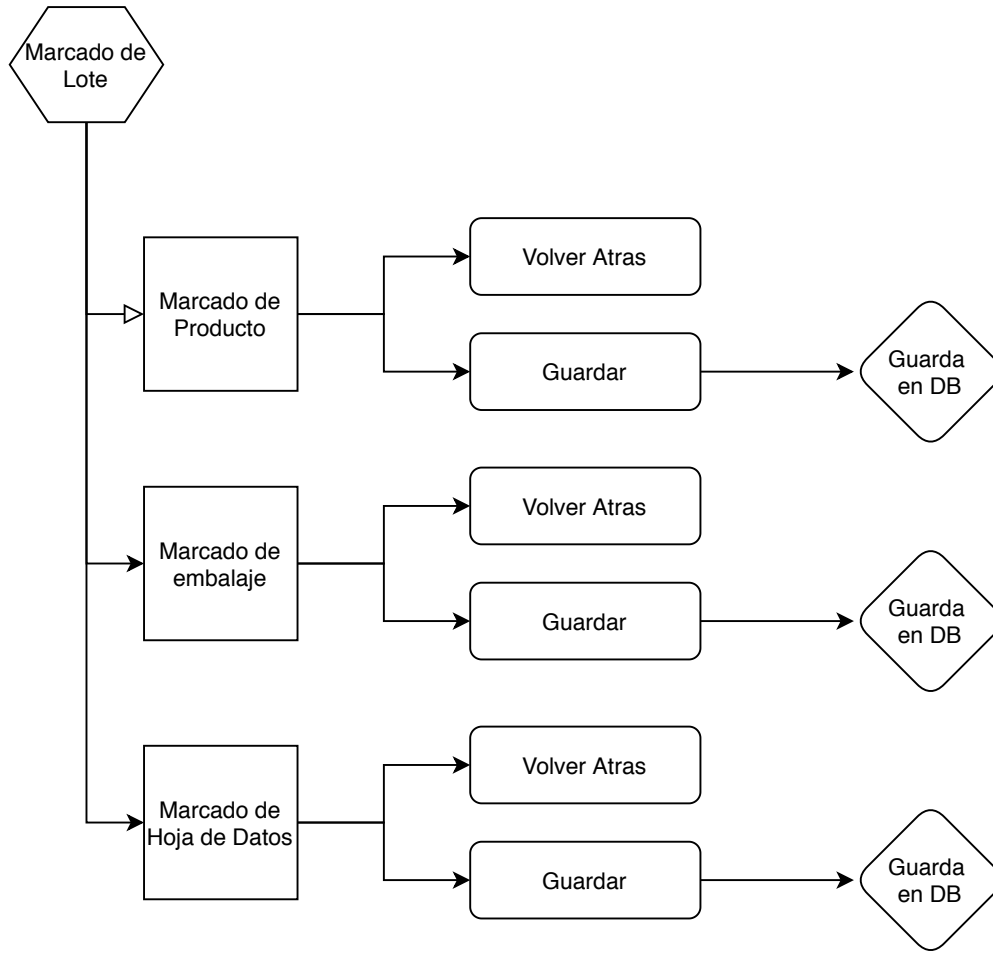 Marcado de
Lote
Marcado de
Producto
Volver Atras
Guardar
Guarda
en DB
Marcado de
embalaje
Volver Atras
Guardar
Guarda
en DB
Marcado de
Hoja de Datos
Volver Atras
Guardar
Guarda
en DB